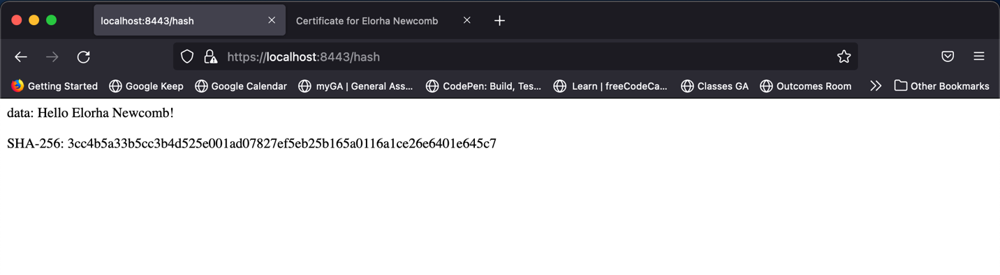 localhost:8443/hash
Certificate for Elorha Newcomb
https://localhost:8443/hash
Getting Started Google Keep Google Calendar myGA | General Ass... CodePen: Build, Tes... Learn | freeCodeCa... Classes GA Outcomes Room Other Bookmarks
data: Hello Elorha Newcomb!
SHA-256: 3cc4b5a33b5cc3b4d525e001ad07827ef5eb25b165a0116a1ce26e6401e645c7